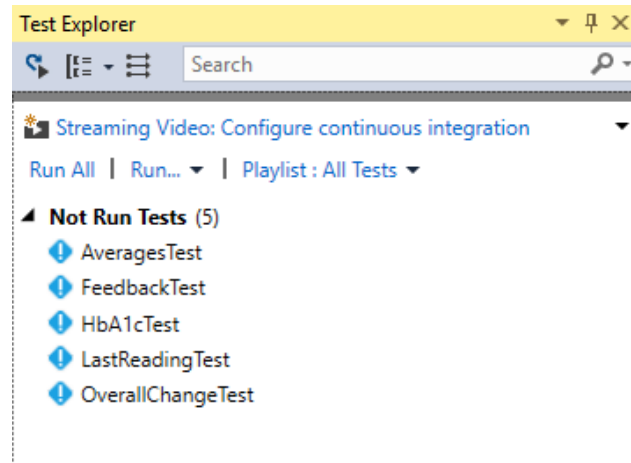 Test Explorer
Search
Streaming Video: Configure continuous integration
Run All | Run... | Playlist : All Tests
Not Run Tests (5)
AveragesTest
FeedbackTest
HbA1cTest
LastReadingTest
OverallChangeTest